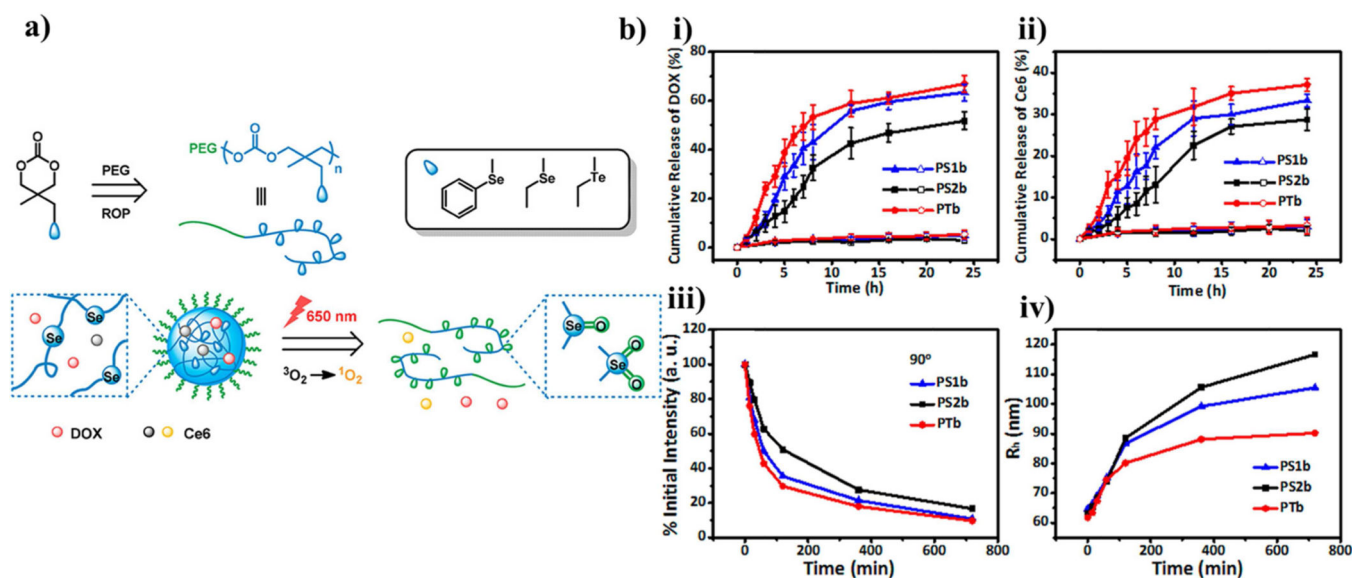 a)
O
O
O
PEG
ROP
PEG
O
O
O
n
Se
Se
Te
Se
Se
Se
650 nm
³O₂ → ¹O₂
Se
O
Se
O
O
DOX
Ce6
b)
i)
Cumulative Release of DOX (%)
80
60
40
20
0
0 5 10 15 20 25
Time (h)
PS1b
PS2b
PTb
ii)
Cumulative Release of Ce6 (%)
40
30
20
10
0
0 5 10 15 20 25
Time (h)
PS1b
PS2b
PTb
iii)
% Initial Intensity (a. u.)
120
100
80
60
40
20
0
0 200 400 600 800
Time (min)
90°
PS1b
PS2b
PTb
iv)
Rₕ (nm)
120
110
100
90
80
70
60
0 200 400 600 800
Time (min)
PS1b
PS2b
PTb